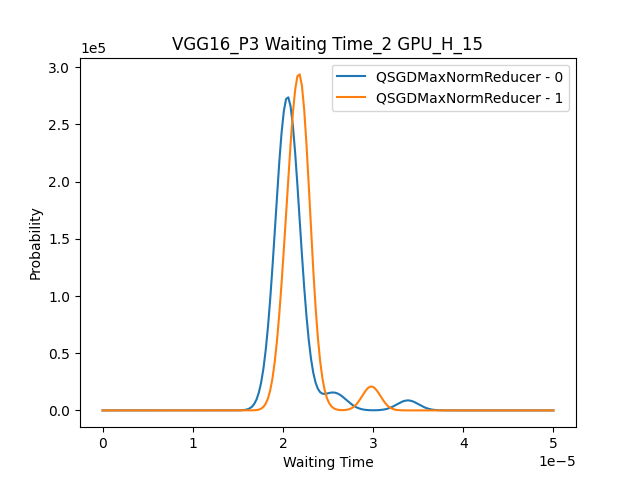 VGG16_P3 Waiting Time_2 GPU_H_15
1e5
QSGDMaxNormReducer - 0
QSGDMaxNormReducer - 1
3.0
2.5
2.0
1.5
1.0
0.5
0.0
Probability
0 1 2 3 4 5
1e−5
Waiting Time